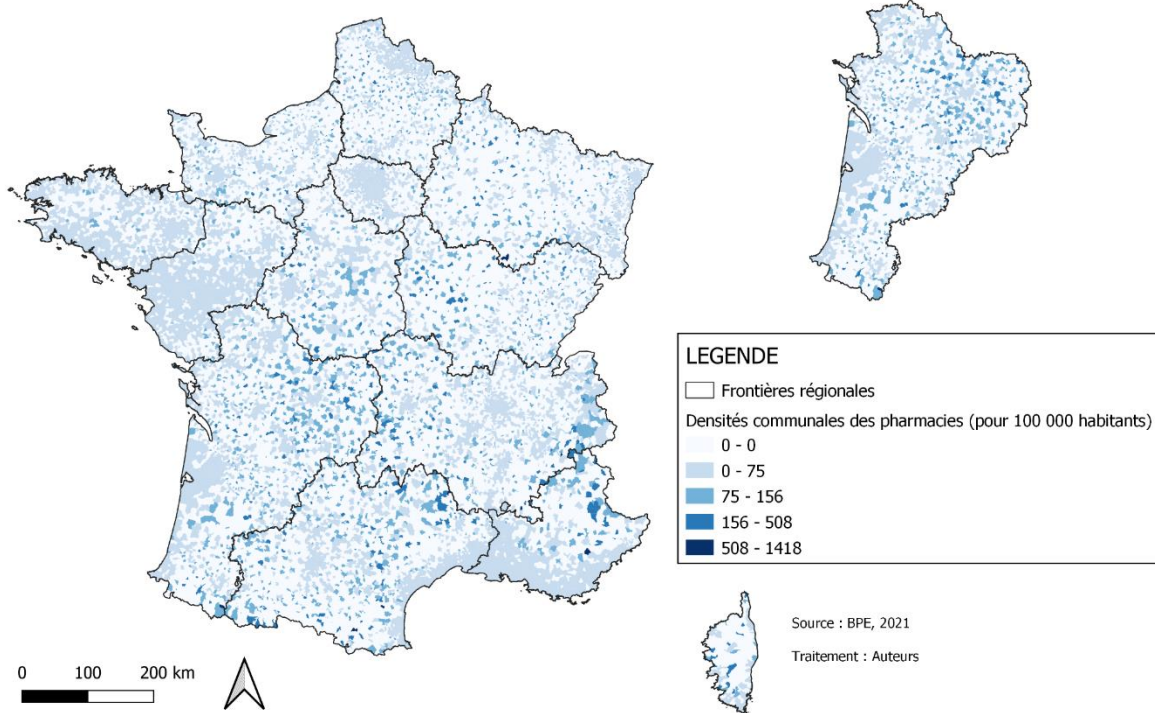 LEGENDE
Frontières régionales
Densités communales des pharmacies (pour 100 000 habitants)
0 - 0
0 - 75
75 - 156
156 - 508
508 - 1418
Source : BPE, 2021
Traitement : Auteurs
0 100 200 km